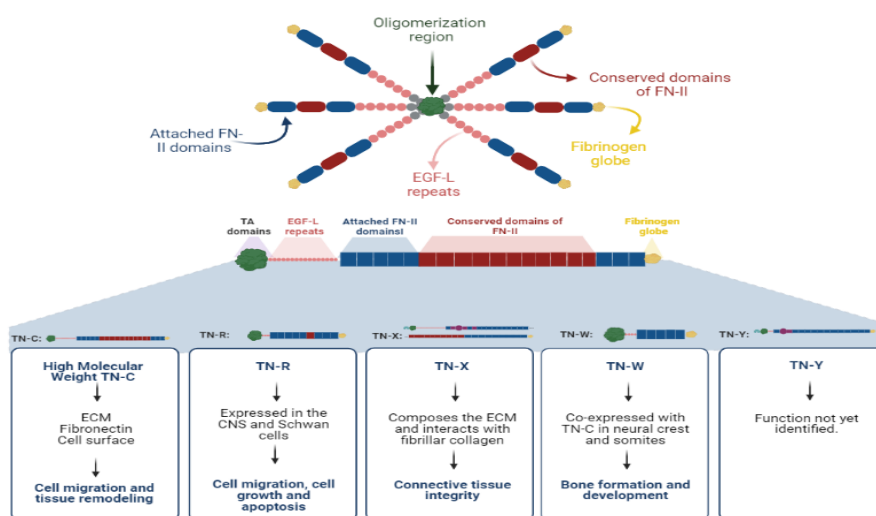 Oligomerization
region
Conserved domains
of FN-II
Attached FN-
II domains
Fibrinogen
globe
EGF-L
repeats
TA
domains
EGF-L
repeats
Attached FN-II
domainsI
Conserved domains of
FN-II
Fibrinogen
globe
TN-C:
TN-R:
TN-X:
TN-W:
TN-Y:
High Molecular
Weight TN-C
ECM
Fibronectin
Cell surface
Cell migration and
tissue remodeling
TN-R
Expressed in the
CNS and Schwan
cells
Cell migration, cell
growth and
apoptosis
TN-X
Composes the ECM
and interacts with
fibrillar collagen
Connective tissue
integrity
TN-W
Co-expressed with
TN-C in neural crest
and somites
Bone formation and
development
TN-Y
Function not yet
identified.